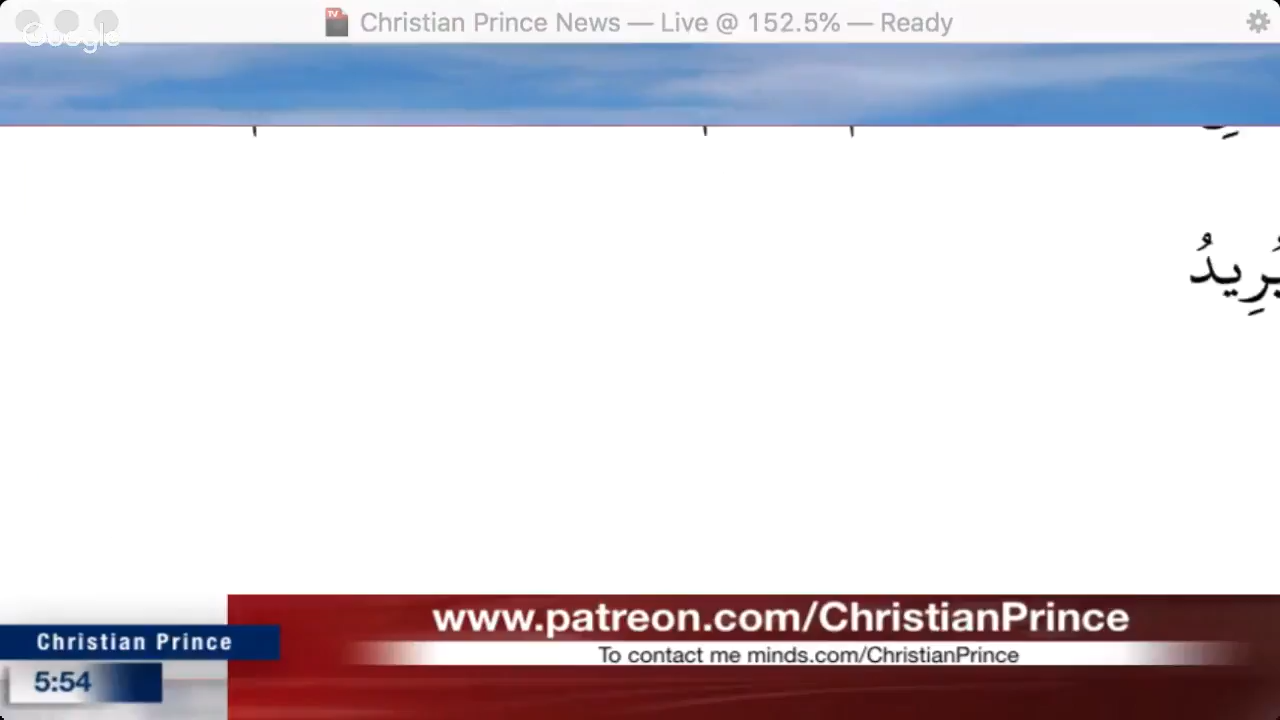 Christian Prince News — Live @ 152.5% — Ready
Google
يُرِيدُ
www.patreon.com/ChristianPrince
To contact me minds.com/ChristianPrince
Christian Prince
5:54